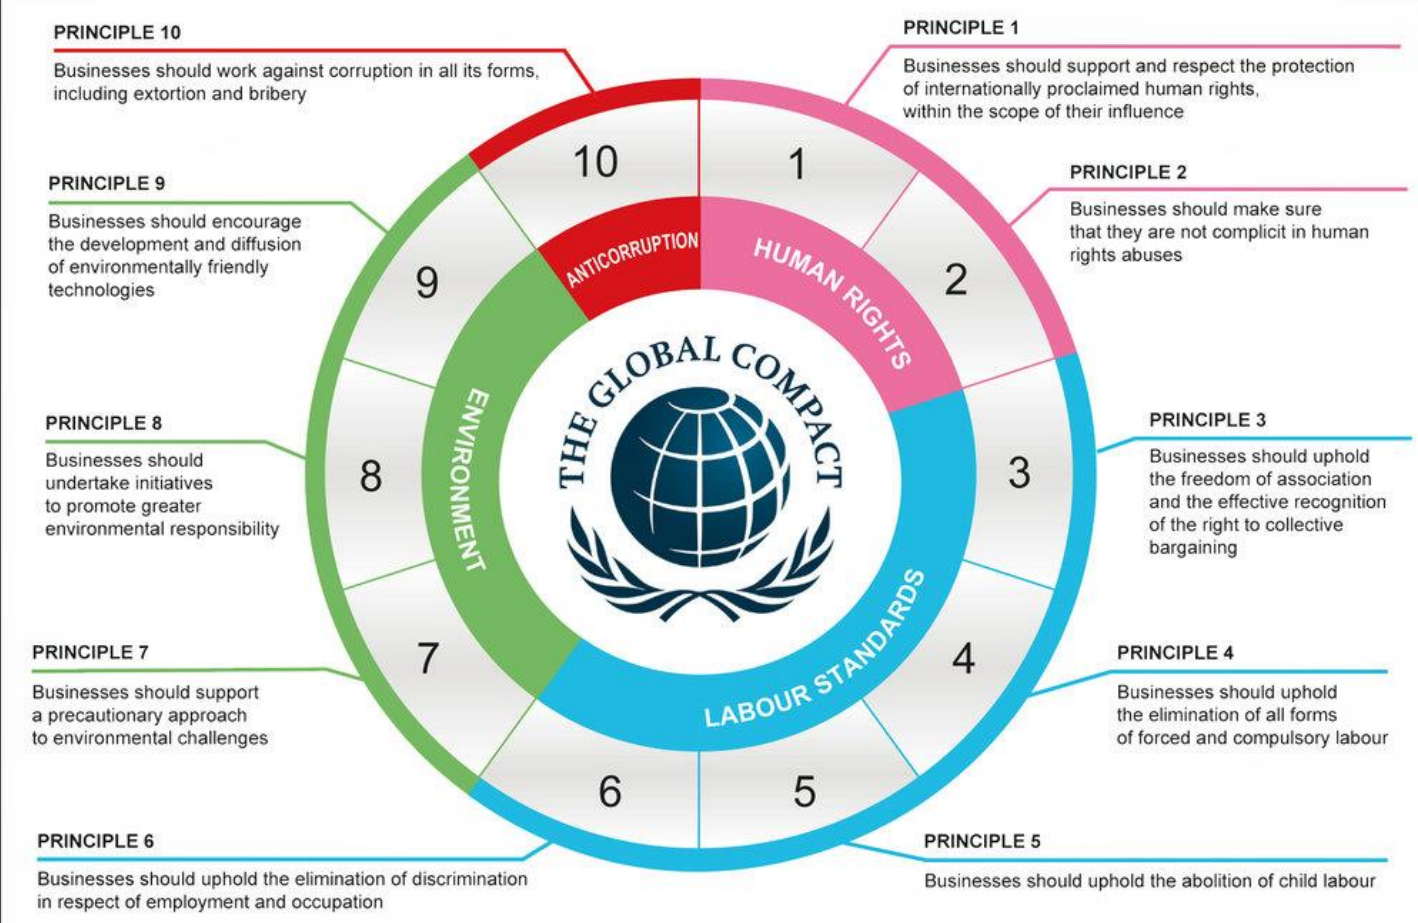 PRINCIPLE 1
Businesses should support and respect the protection
of internationally proclaimed human rights,
within the scope of their influence
PRINCIPLE 2
Businesses should make sure
that they are not complicit in human
rights abuses
PRINCIPLE 3
Businesses should uphold
the freedom of association
and the effective recognition
of the right to collective
bargaining
PRINCIPLE 4
Businesses should uphold
the elimination of all forms
of forced and compulsory labour
PRINCIPLE 5
Businesses should uphold the abolition of child labour
PRINCIPLE 6
Businesses should uphold the elimination of discrimination
in respect of employment and occupation
PRINCIPLE 7
Businesses should support
a precautionary approach
to environmental challenges
PRINCIPLE 8
Businesses should
undertake initiatives
to promote greater
environmental responsibility
PRINCIPLE 9
Businesses should encourage
the development and diffusion
of environmentally friendly
technologies
PRINCIPLE 10
Businesses should work against corruption in all its forms,
including extortion and bribery
1
2
3
4
5
6
7
8
9
10
HUMAN RIGHTS
LABOUR STANDARDS
ENVIRONMENT
ANTICORRUPTION
THE GLOBAL COMPACT